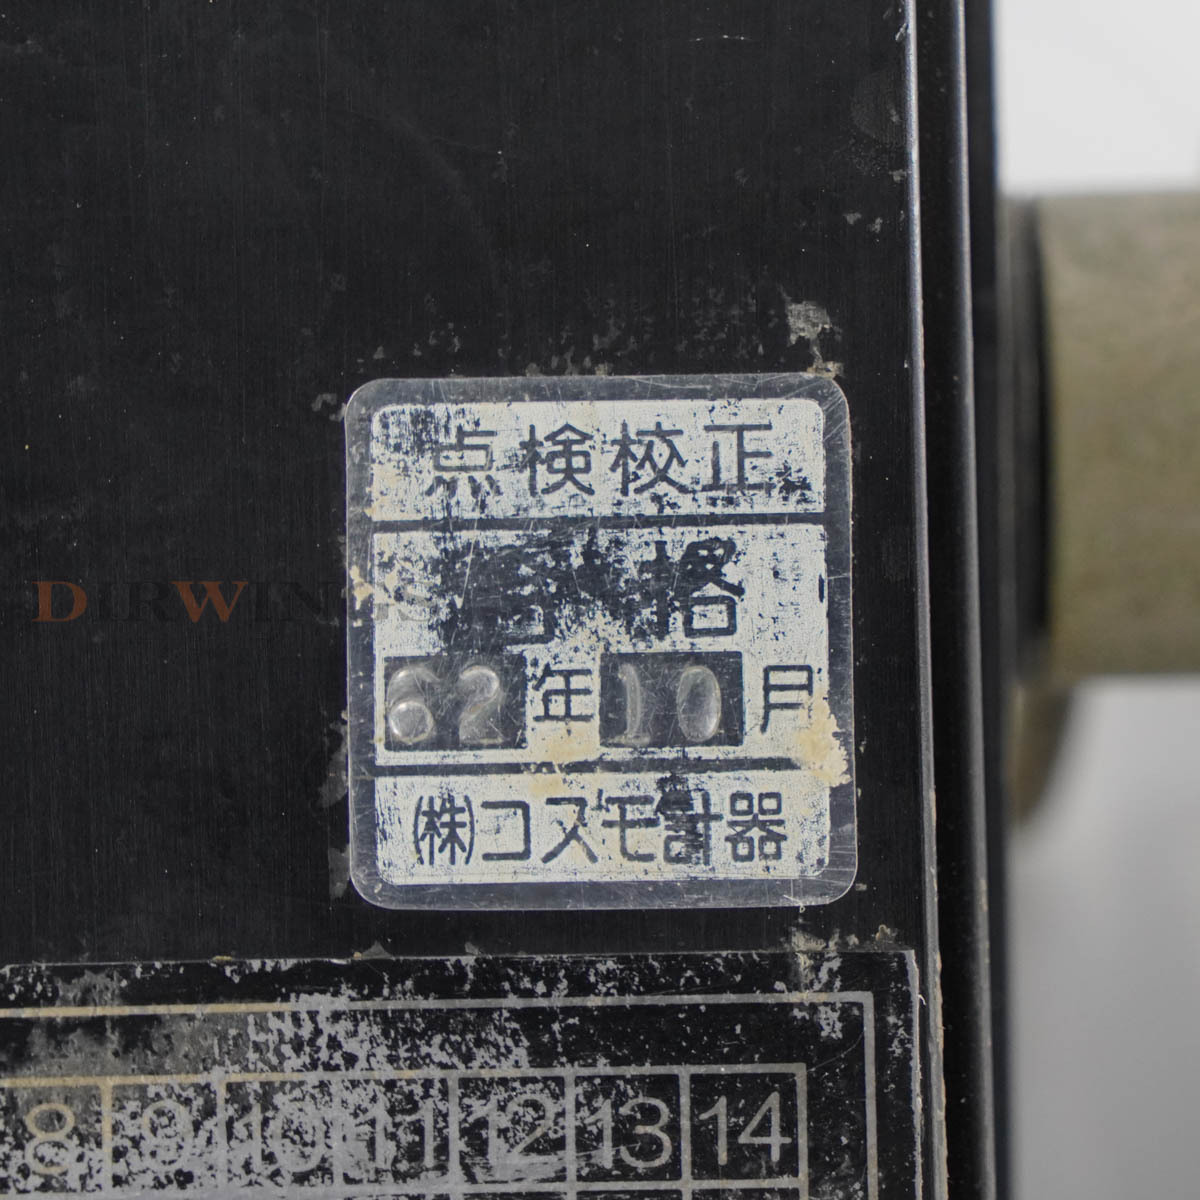 点検校正
合格
62年10月
(株)コスモ計器
DIRWINGS
8 9 10 11 12 13 14